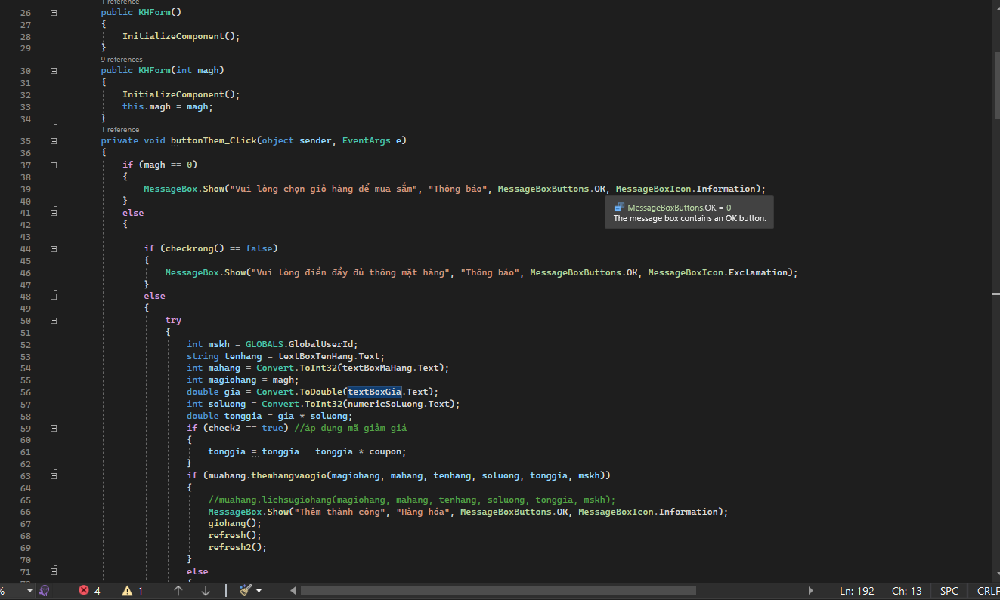 1 reference
26 public KHForm()
27 {
28 InitializeComponent();
29 }
9 references
30 public KHForm(int magh)
31 {
32 InitializeComponent();
33 this.magh = magh;
34 }
1 reference
35 private void buttonThem_Click(object sender, EventArgs e)
36 {
37 if (magh == 0)
38 {
39 MessageBox.Show("Vui lòng chọn giỏ hàng để mua sắm", "Thông báo", MessageBoxButtons.OK, MessageBoxIcon.Information);
40 }
41 else
42 {
MessageBoxButtons.OK = 0
The message box contains an OK button.
43
44 if (checkrong() == false)
45 {
46 MessageBox.Show("Vui lòng điền đầy đủ thông mặt hàng", "Thông báo", MessageBoxButtons.OK, MessageBoxIcon.Exclamation);
47 }
48 else
49 {
50 try
51 {
52 int mskh = GLOBALS.GlobalUserId;
53 string tenhang = textBoxTenHang.Text;
54 int mahang = Convert.ToInt32(textBoxMaHang.Text);
55 int magiohang = magh;
56 double gia = Convert.ToDouble(textBoxGia.Text);
57 int soluong = Convert.ToInt32(numericSoLuong.Text);
58 double tonggia = gia * soluong;
59 if (check2 == true) //áp dụng mã giảm giá
60 {
61 tonggia = tonggia - tonggia * coupon;
62 }
63 if (muahang.themhangvaogio(magiohang, mahang, tenhang, soluong, tonggia, mskh))
64 {
65 //muahang.lichsugiohang(magiohang, mahang, tenhang, soluong, tonggia, mskh);
66 MessageBox.Show("Thêm thành công", "Hàng hóa", MessageBoxButtons.OK, MessageBoxIcon.Information);
67 giohang();
68 refresh();
69 refresh2();
70 }
71 else
% 4 1 Ln: 192 Ch: 13 SPC CRLF